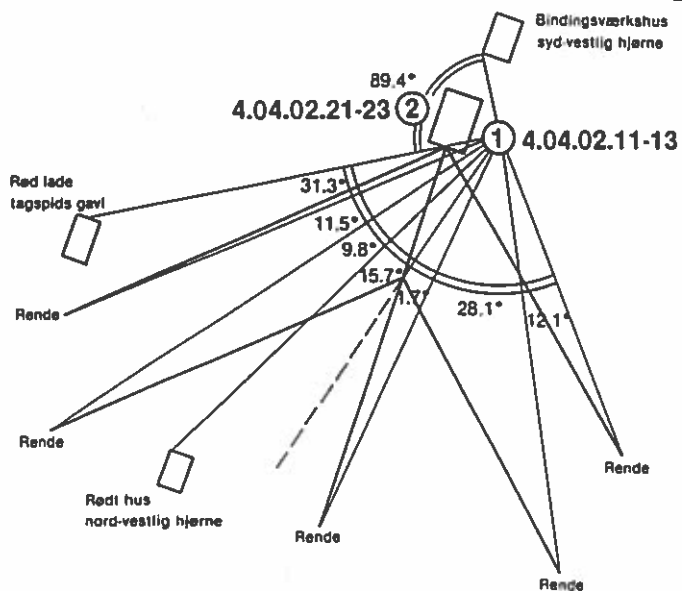 Bindingsværkshus
syd-vestlig hjørne
89.4°
2
4.04.02.21-23
1
4.04.02.11-13
Rød lade
tagspids gavl
31.3°
11.5°
9.8°
15.7°
1.7°
28.1°
12.1°
Rende
Rende
Rende
Rødt hus
nord-vestlig hjørne
Rende
Rende